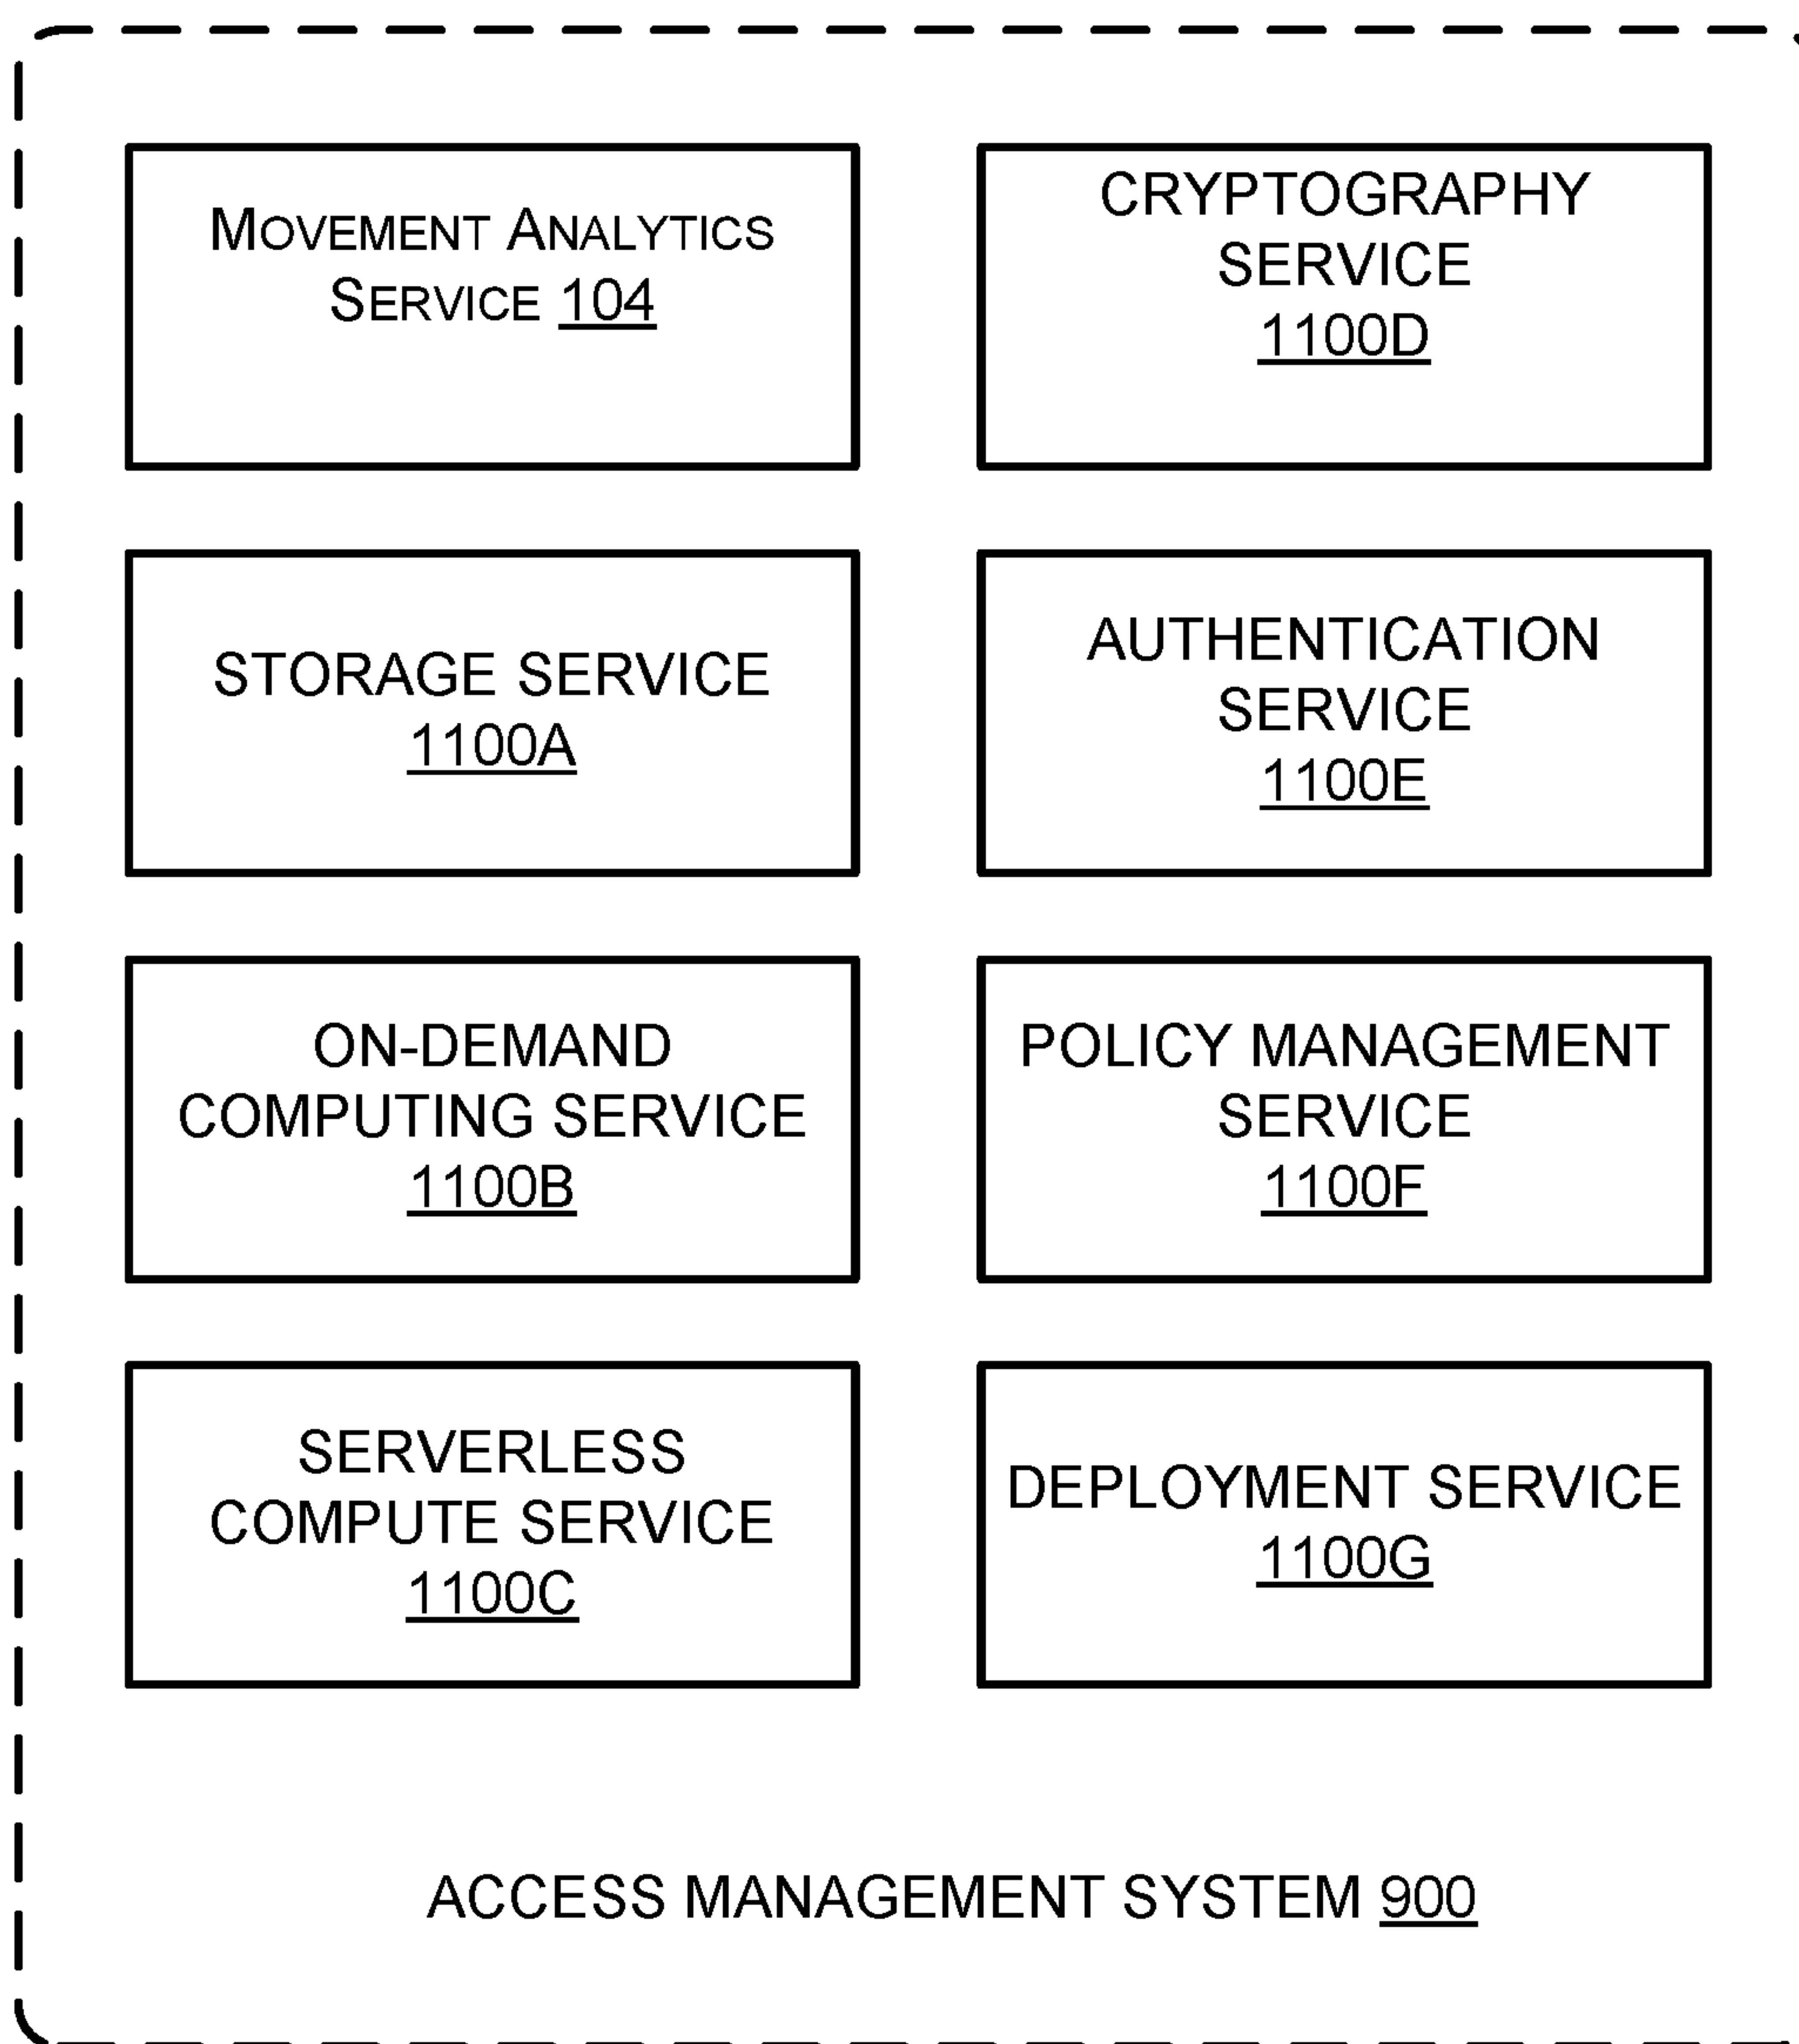 Movement Analytics
Service 104
CRYPTOGRAPHY
SERVICE
1100D
STORAGE SERVICE
1100A
AUTHENTICATION
SERVICE
1100E
ON-DEMAND
COMPUTING SERVICE
1100B
POLICY MANAGEMENT
SERVICE
1100F
SERVERLESS
COMPUTE SERVICE
1100C
DEPLOYMENT SERVICE
1100G
ACCESS MANAGEMENT SYSTEM 900